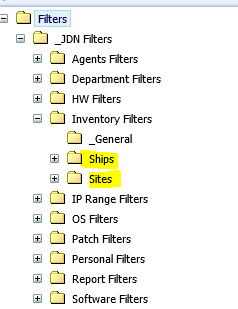 Filters
_JDN Filters
Agents Filters
Department Filters
HW Filters
Inventory Filters
_General
Ships
Sites
IP Range Filters
OS Filters
Patch Filters
Personal Filters
Report Filters
Software Filters